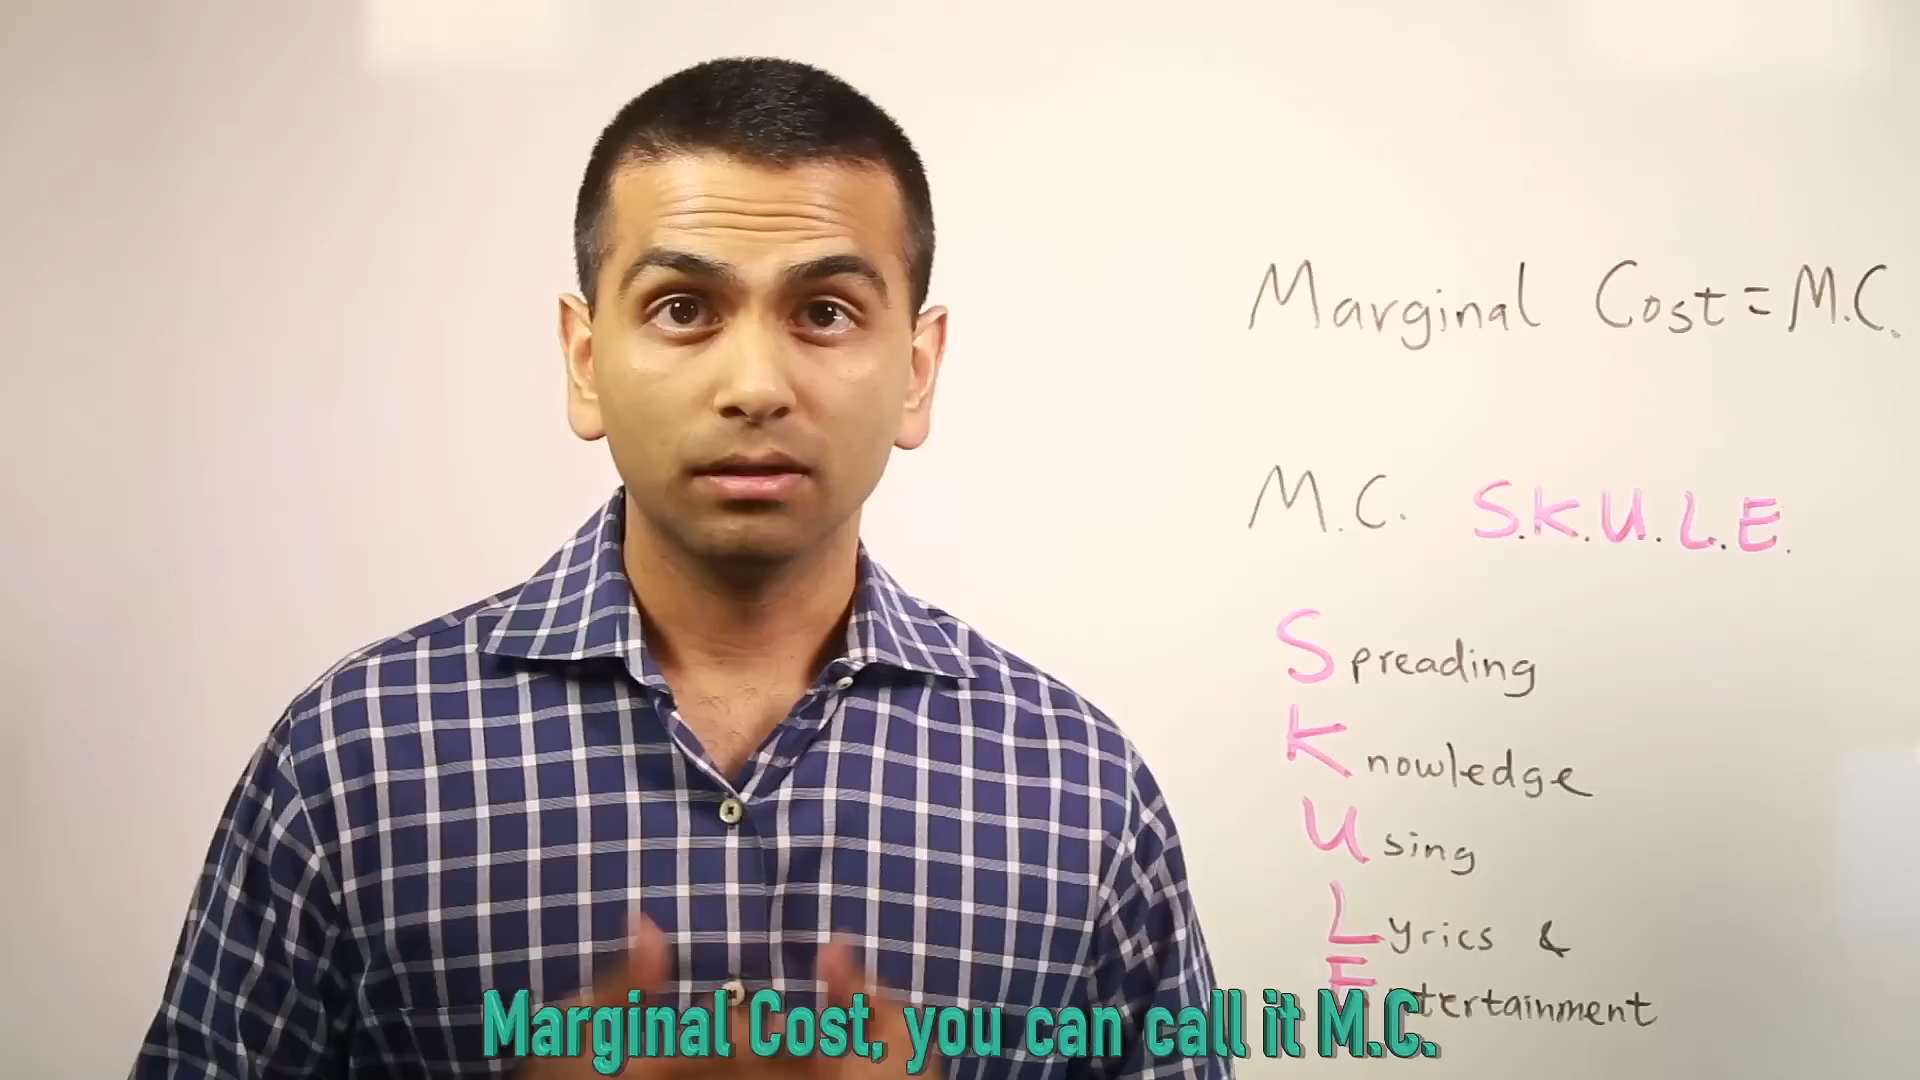 Marginal Cost = M.C.
M.C. S.K.U.L.E.
Spreading
Knowledge
Using
Lyrics &
Entertainment
Marginal Cost, you can call it M.C.